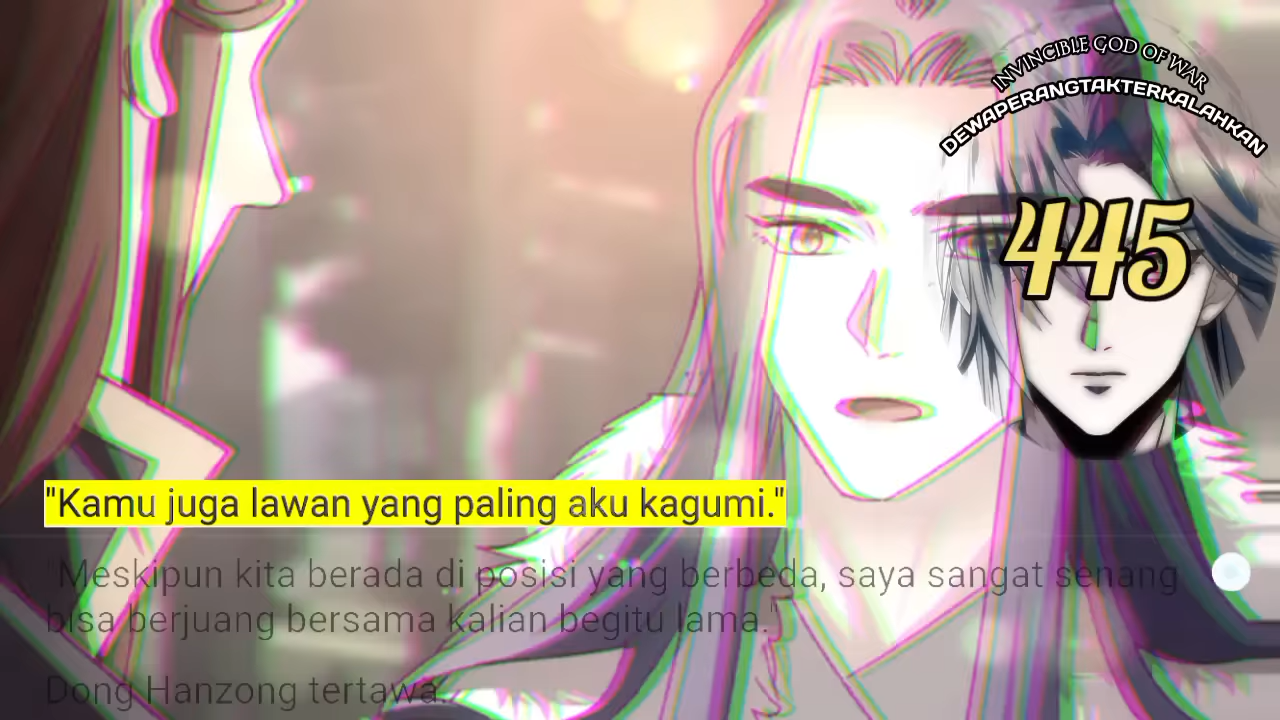 INVINCIBLE GOD OF WAR
DEWAPERANGTAKTERKALAHKAN
445
"Kamu juga lawan yang paling aku kagumi."
"Meskipun kita berada di posisi yang berbeda, saya sangat senang
bisa berjuang bersama kalian begitu lama."
Dong Hanzong tertawa.